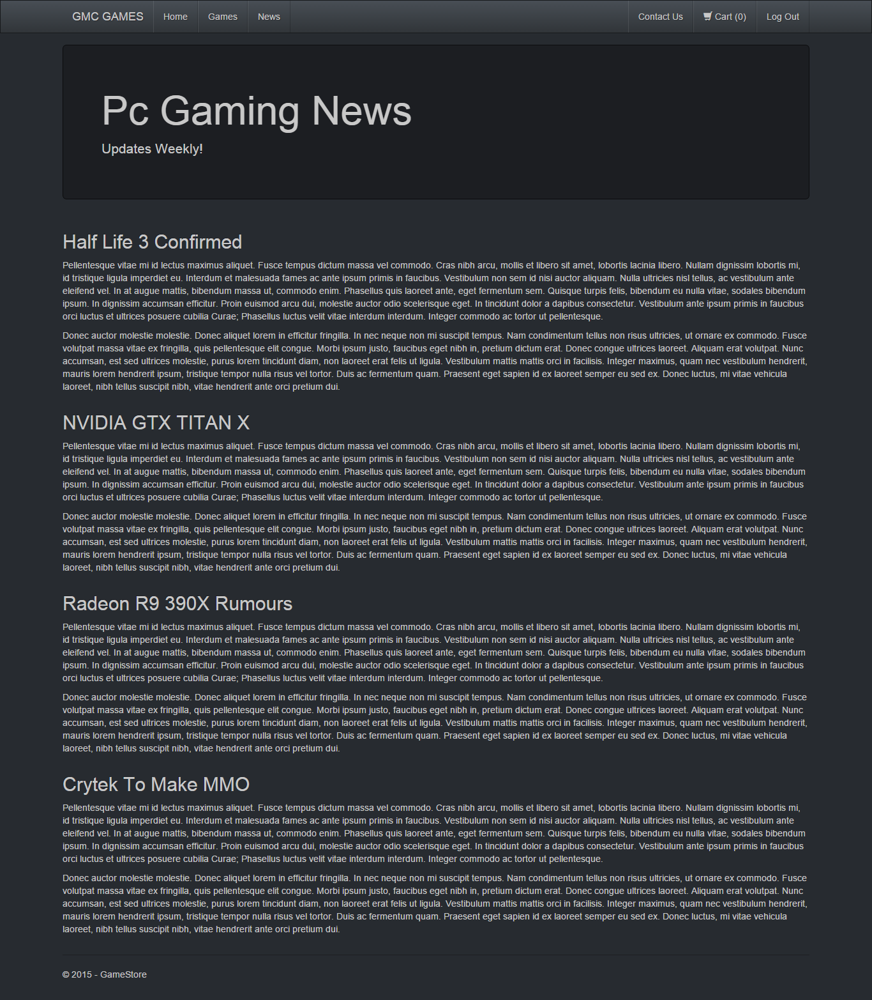 GMC GAMES Home Games News Contact Us Cart (0) Log Out
Pc Gaming News
Updates Weekly!
Half Life 3 Confirmed
Pellentesque vitae mi id lectus maximus aliquet. Fusce tempus dictum massa vel commodo. Cras nibh arcu, mollis et libero sit amet, lobortis lacinia libero. Nullam dignissim lobortis mi,
id tristique ligula imperdiet eu. Interdum et malesuada fames ac ante ipsum primis in faucibus. Vestibulum non sem id nisi auctor aliquam. Nulla ultricies nisl tellus, ac vestibulum ante
eleifend vel. In at augue mattis, bibendum massa ut, commodo enim. Phasellus quis laoreet ante, eget fermentum sem. Quisque turpis felis, bibendum eu nulla vitae, sodales bibendum
ipsum. In dignissim accumsan efficitur. Proin euismod arcu dui, molestie auctor odio scelerisque eget. In tincidunt dolor a dapibus consectetur. Vestibulum ante ipsum primis in faucibus
orci luctus et ultrices posuere cubilia Curae; Phasellus luctus velit vitae interdum interdum. Integer commodo ac tortor ut pellentesque.
Donec auctor molestie molestie. Donec aliquet lorem in efficitur fringilla. In nec neque non mi suscipit tempus. Nam condimentum tellus non risus ultricies, ut ornare ex commodo. Fusce
volutpat massa vitae ex fringilla, quis pellentesque elit congue. Morbi ipsum justo, faucibus eget nibh in, pretium dictum erat. Donec congue ultrices laoreet. Aliquam erat volutpat. Nunc
accumsan, est sed ultrices molestie, purus lorem tincidunt diam, non laoreet erat felis ut ligula. Vestibulum mattis mattis orci in facilisis. Integer maximus, quam nec vestibulum hendrerit,
mauris lorem hendrerit ipsum, tristique tempor nulla risus vel tortor. Duis ac fermentum quam. Praesent eget sapien id ex laoreet semper eu sed ex. Donec luctus, mi vitae vehicula
laoreet, nibh tellus suscipit nibh, vitae hendrerit ante orci pretium dui.
NVIDIA GTX TITAN X
Pellentesque vitae mi id lectus maximus aliquet. Fusce tempus dictum massa vel commodo. Cras nibh arcu, mollis et libero sit amet, lobortis lacinia libero. Nullam dignissim lobortis mi,
id tristique ligula imperdiet eu. Interdum et malesuada fames ac ante ipsum primis in faucibus. Vestibulum non sem id nisi auctor aliquam. Nulla ultricies nisl tellus, ac vestibulum ante
eleifend vel. In at augue mattis, bibendum massa ut, commodo enim. Phasellus quis laoreet ante, eget fermentum sem. Quisque turpis felis, bibendum eu nulla vitae, sodales bibendum
ipsum. In dignissim accumsan efficitur. Proin euismod arcu dui, molestie auctor odio scelerisque eget. In tincidunt dolor a dapibus consectetur. Vestibulum ante ipsum primis in faucibus
orci luctus et ultrices posuere cubilia Curae; Phasellus luctus velit vitae interdum interdum. Integer commodo ac tortor ut pellentesque.
Donec auctor molestie molestie. Donec aliquet lorem in efficitur fringilla. In nec neque non mi suscipit tempus. Nam condimentum tellus non risus ultricies, ut ornare ex commodo. Fusce
volutpat massa vitae ex fringilla, quis pellentesque elit congue. Morbi ipsum justo, faucibus eget nibh in, pretium dictum erat. Donec congue ultrices laoreet. Aliquam erat volutpat. Nunc
accumsan, est sed ultrices molestie, purus lorem tincidunt diam, non laoreet erat felis ut ligula. Vestibulum mattis mattis orci in facilisis. Integer maximus, quam nec vestibulum hendrerit,
mauris lorem hendrerit ipsum, tristique tempor nulla risus vel tortor. Duis ac fermentum quam. Praesent eget sapien id ex laoreet semper eu sed ex. Donec luctus, mi vitae vehicula
laoreet, nibh tellus suscipit nibh, vitae hendrerit ante orci pretium dui.
Radeon R9 390X Rumours
Pellentesque vitae mi id lectus maximus aliquet. Fusce tempus dictum massa vel commodo. Cras nibh arcu, mollis et libero sit amet, lobortis lacinia libero. Nullam dignissim lobortis mi,
id tristique ligula imperdiet eu. Interdum et malesuada fames ac ante ipsum primis in faucibus. Vestibulum non sem id nisi auctor aliquam. Nulla ultricies nisl tellus, ac vestibulum ante
eleifend vel. In at augue mattis, bibendum massa ut, commodo enim. Phasellus quis laoreet ante, eget fermentum sem. Quisque turpis felis, bibendum eu nulla vitae, sodales bibendum
ipsum. In dignissim accumsan efficitur. Proin euismod arcu dui, molestie auctor odio scelerisque eget. In tincidunt dolor a dapibus consectetur. Vestibulum ante ipsum primis in faucibus
orci luctus et ultrices posuere cubilia Curae; Phasellus luctus velit vitae interdum interdum. Integer commodo ac tortor ut pellentesque.
Donec auctor molestie molestie. Donec aliquet lorem in efficitur fringilla. In nec neque non mi suscipit tempus. Nam condimentum tellus non risus ultricies, ut ornare ex commodo. Fusce
volutpat massa vitae ex fringilla, quis pellentesque elit congue. Morbi ipsum justo, faucibus eget nibh in, pretium dictum erat. Donec congue ultrices laoreet. Aliquam erat volutpat. Nunc
accumsan, est sed ultrices molestie, purus lorem tincidunt diam, non laoreet erat felis ut ligula. Vestibulum mattis mattis orci in facilisis. Integer maximus, quam nec vestibulum hendrerit,
mauris lorem hendrerit ipsum, tristique tempor nulla risus vel tortor. Duis ac fermentum quam. Praesent eget sapien id ex laoreet semper eu sed ex. Donec luctus, mi vitae vehicula
laoreet, nibh tellus suscipit nibh, vitae hendrerit ante orci pretium dui.
Crytek To Make MMO
Pellentesque vitae mi id lectus maximus aliquet. Fusce tempus dictum massa vel commodo. Cras nibh arcu, mollis et libero sit amet, lobortis lacinia libero. Nullam dignissim lobortis mi,
id tristique ligula imperdiet eu. Interdum et malesuada fames ac ante ipsum primis in faucibus. Vestibulum non sem id nisi auctor aliquam. Nulla ultricies nisl tellus, ac vestibulum ante
eleifend vel. In at augue mattis, bibendum massa ut, commodo enim. Phasellus quis laoreet ante, eget fermentum sem. Quisque turpis felis, bibendum eu nulla vitae, sodales bibendum
ipsum. In dignissim accumsan efficitur. Proin euismod arcu dui, molestie auctor odio scelerisque eget. In tincidunt dolor a dapibus consectetur. Vestibulum ante ipsum primis in faucibus
orci luctus et ultrices posuere cubilia Curae; Phasellus luctus velit vitae interdum interdum. Integer commodo ac tortor ut pellentesque.
Donec auctor molestie molestie. Donec aliquet lorem in efficitur fringilla. In nec neque non mi suscipit tempus. Nam condimentum tellus non risus ultricies, ut ornare ex commodo. Fusce
volutpat massa vitae ex fringilla, quis pellentesque elit congue. Morbi ipsum justo, faucibus eget nibh in, pretium dictum erat. Donec congue ultrices laoreet. Aliquam erat volutpat. Nunc
accumsan, est sed ultrices molestie, purus lorem tincidunt diam, non laoreet erat felis ut ligula. Vestibulum mattis mattis orci in facilisis. Integer maximus, quam nec vestibulum hendrerit,
mauris lorem hendrerit ipsum, tristique tempor nulla risus vel tortor. Duis ac fermentum quam. Praesent eget sapien id ex laoreet semper eu sed ex. Donec luctus, mi vitae vehicula
laoreet, nibh tellus suscipit nibh, vitae hendrerit ante orci pretium dui.
© 2015 - GameStore